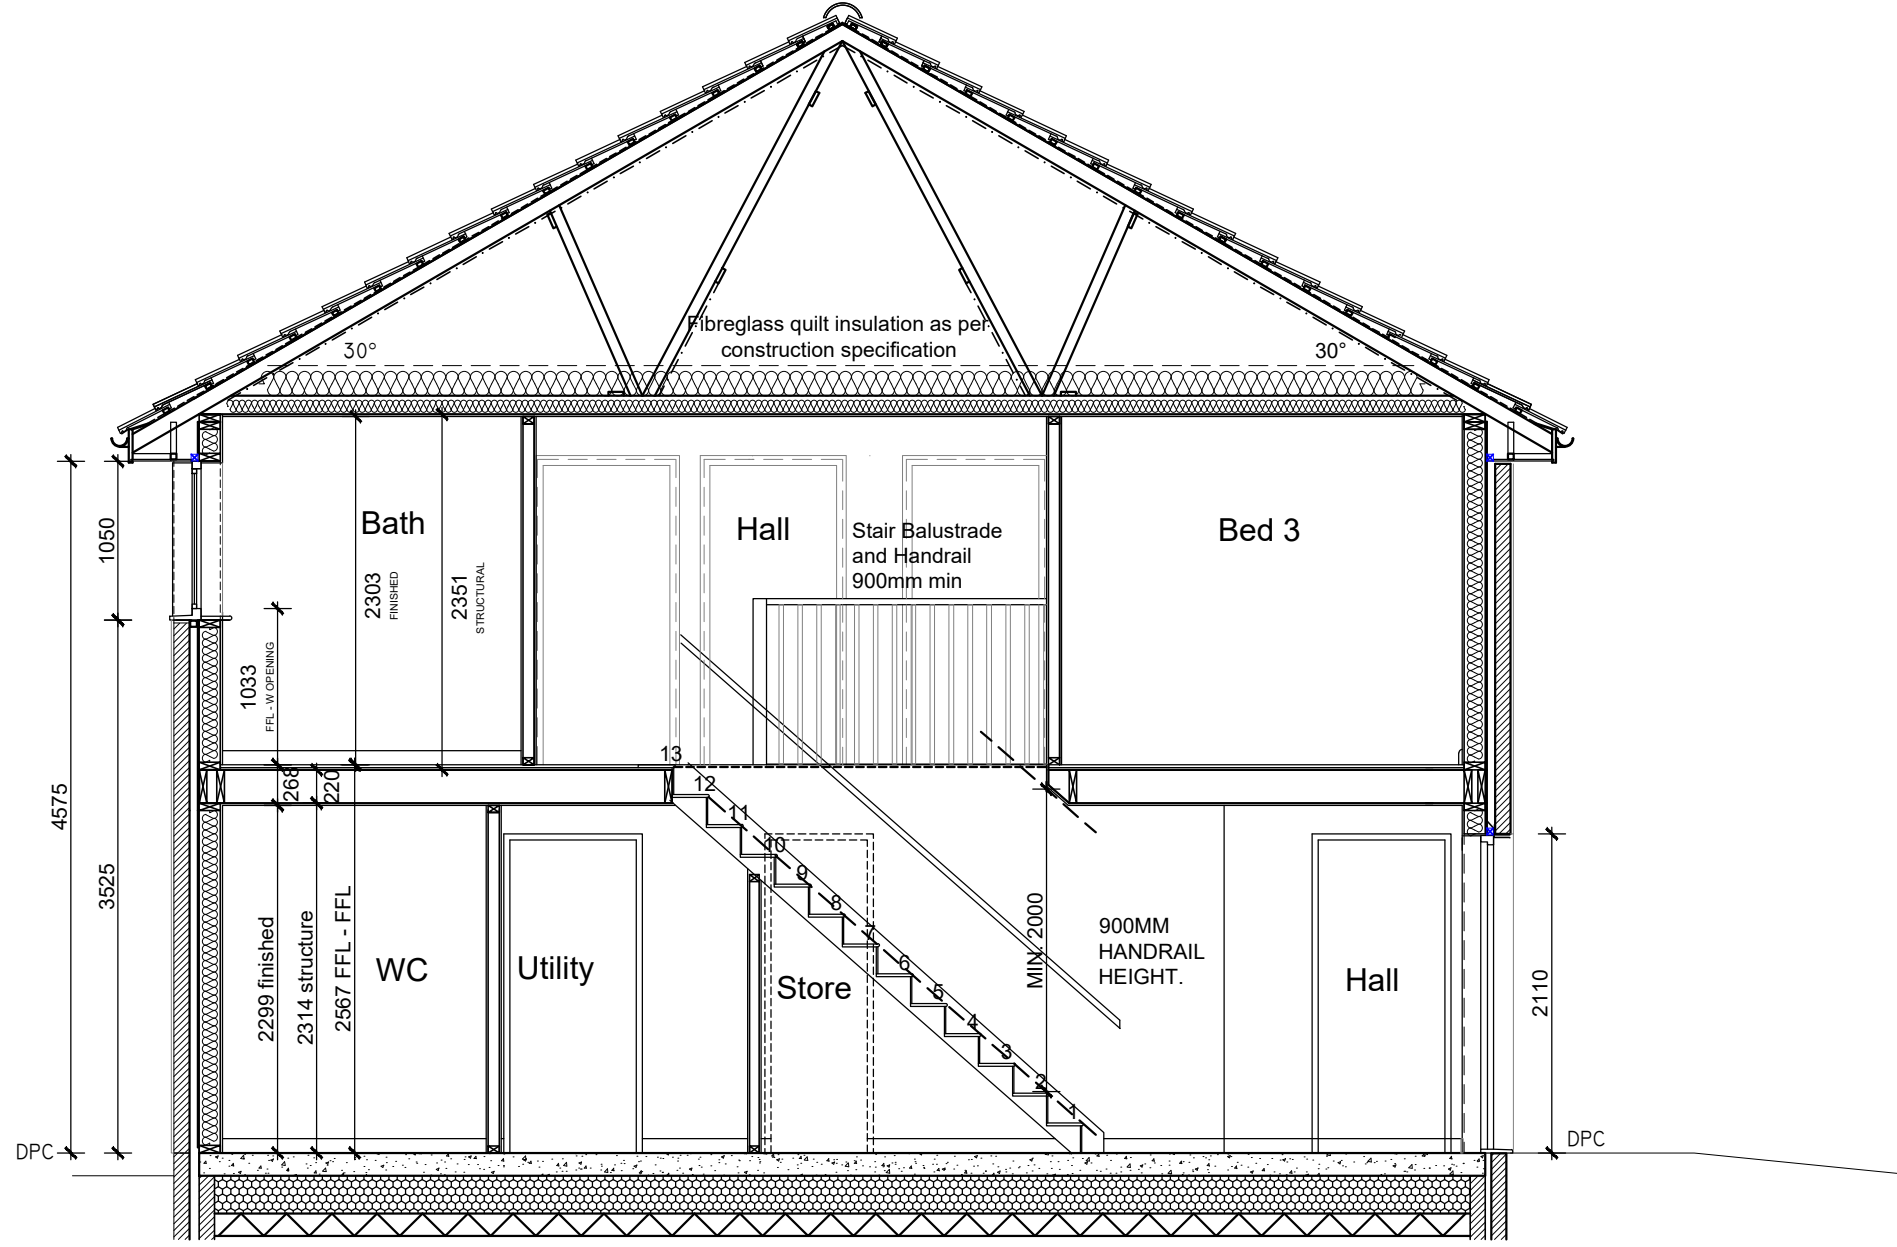 Fibreglass quilt insulation as per
construction specification
30°
30°
Bath
Hall
Bed 3
Stair Balustrade
and Handrail
900mm min
1050
2303
FINISHED
2351
STRUCTURAL
1033
FFL - W OPENING
4575
3525
268
220
13
12
11
10
9
8
7
6
5
4
3
2
1
2299 finished
2314 structure
2567 FFL - FFL
WC
Utility
Store
MIN. 2000
900MM
HANDRAIL
HEIGHT.
Hall
2110
DPC
DPC